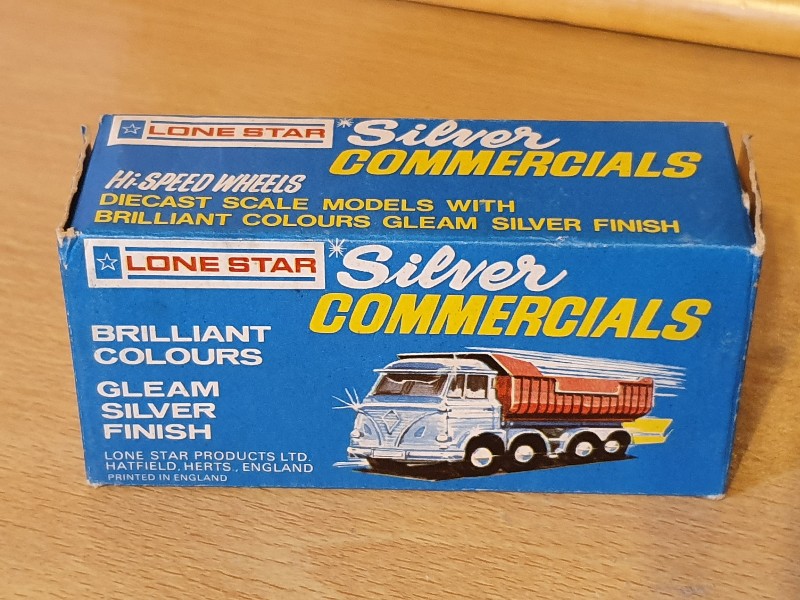 LONE STAR
Silver
COMMERCIALS
Hi-SPEED WHEELS
DIECAST SCALE MODELS WITH
BRILLIANT COLOURS GLEAM SILVER FINISH
LONE STAR
Silver
COMMERCIALS
BRILLIANT
COLOURS
GLEAM
SILVER
FINISH
LONE STAR PRODUCTS LTD.
HATFIELD, HERTS., ENGLAND
PRINTED IN ENGLAND